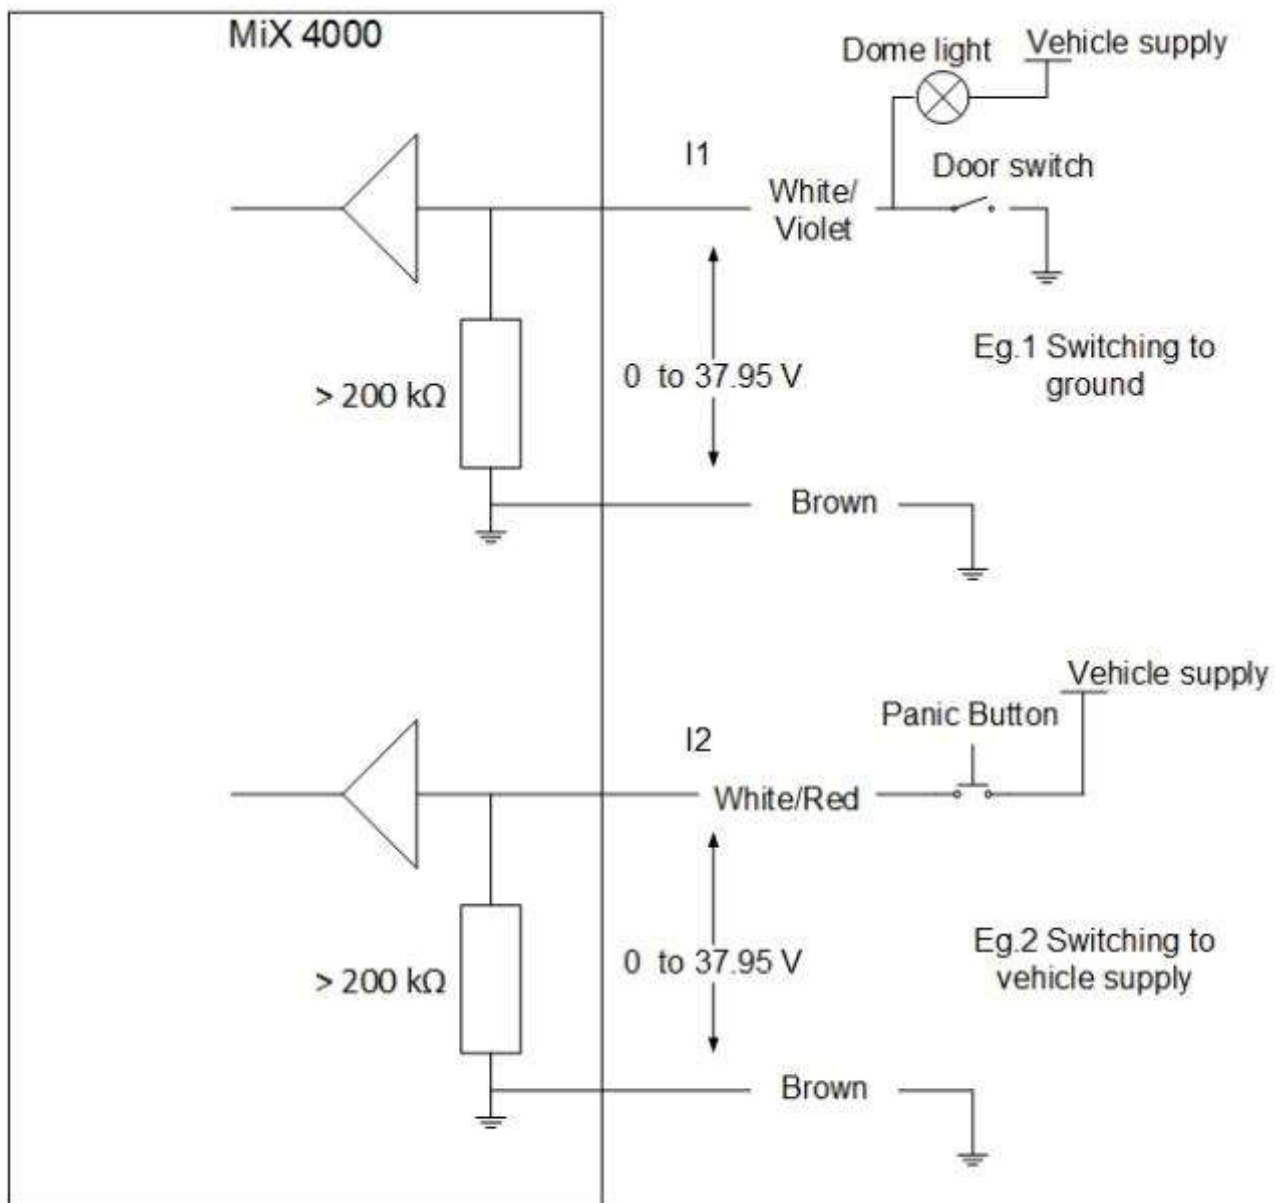 MiX 4000
Dome light
Vehicle supply
I1
White/
Violet
Door switch
0 to 37.95 V
> 200 kΩ
Eg.1 Switching to
ground
Brown
Vehicle supply
Panic Button
I2
White/Red
0 to 37.95 V
> 200 kΩ
Eg.2 Switching to
vehicle supply
Brown